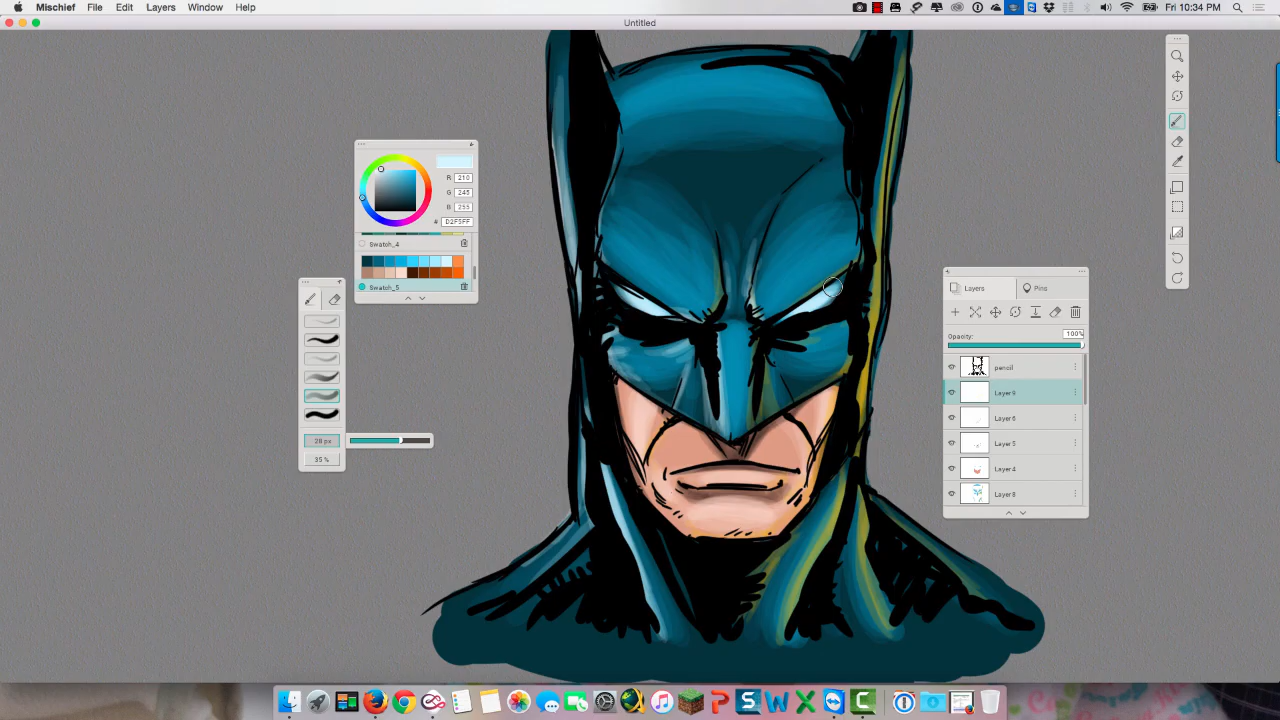 Mischief File Edit Layers Window Help Fri 10:34 PM
Untitled
R 210
G 245
B 255
# D2F5FF
Swatch_4
Swatch_5
28 px
35 %
Layers Pins
Opacity: 100%
pencil
Layer 9
Layer 6
Layer 5
Layer 4
Layer 8